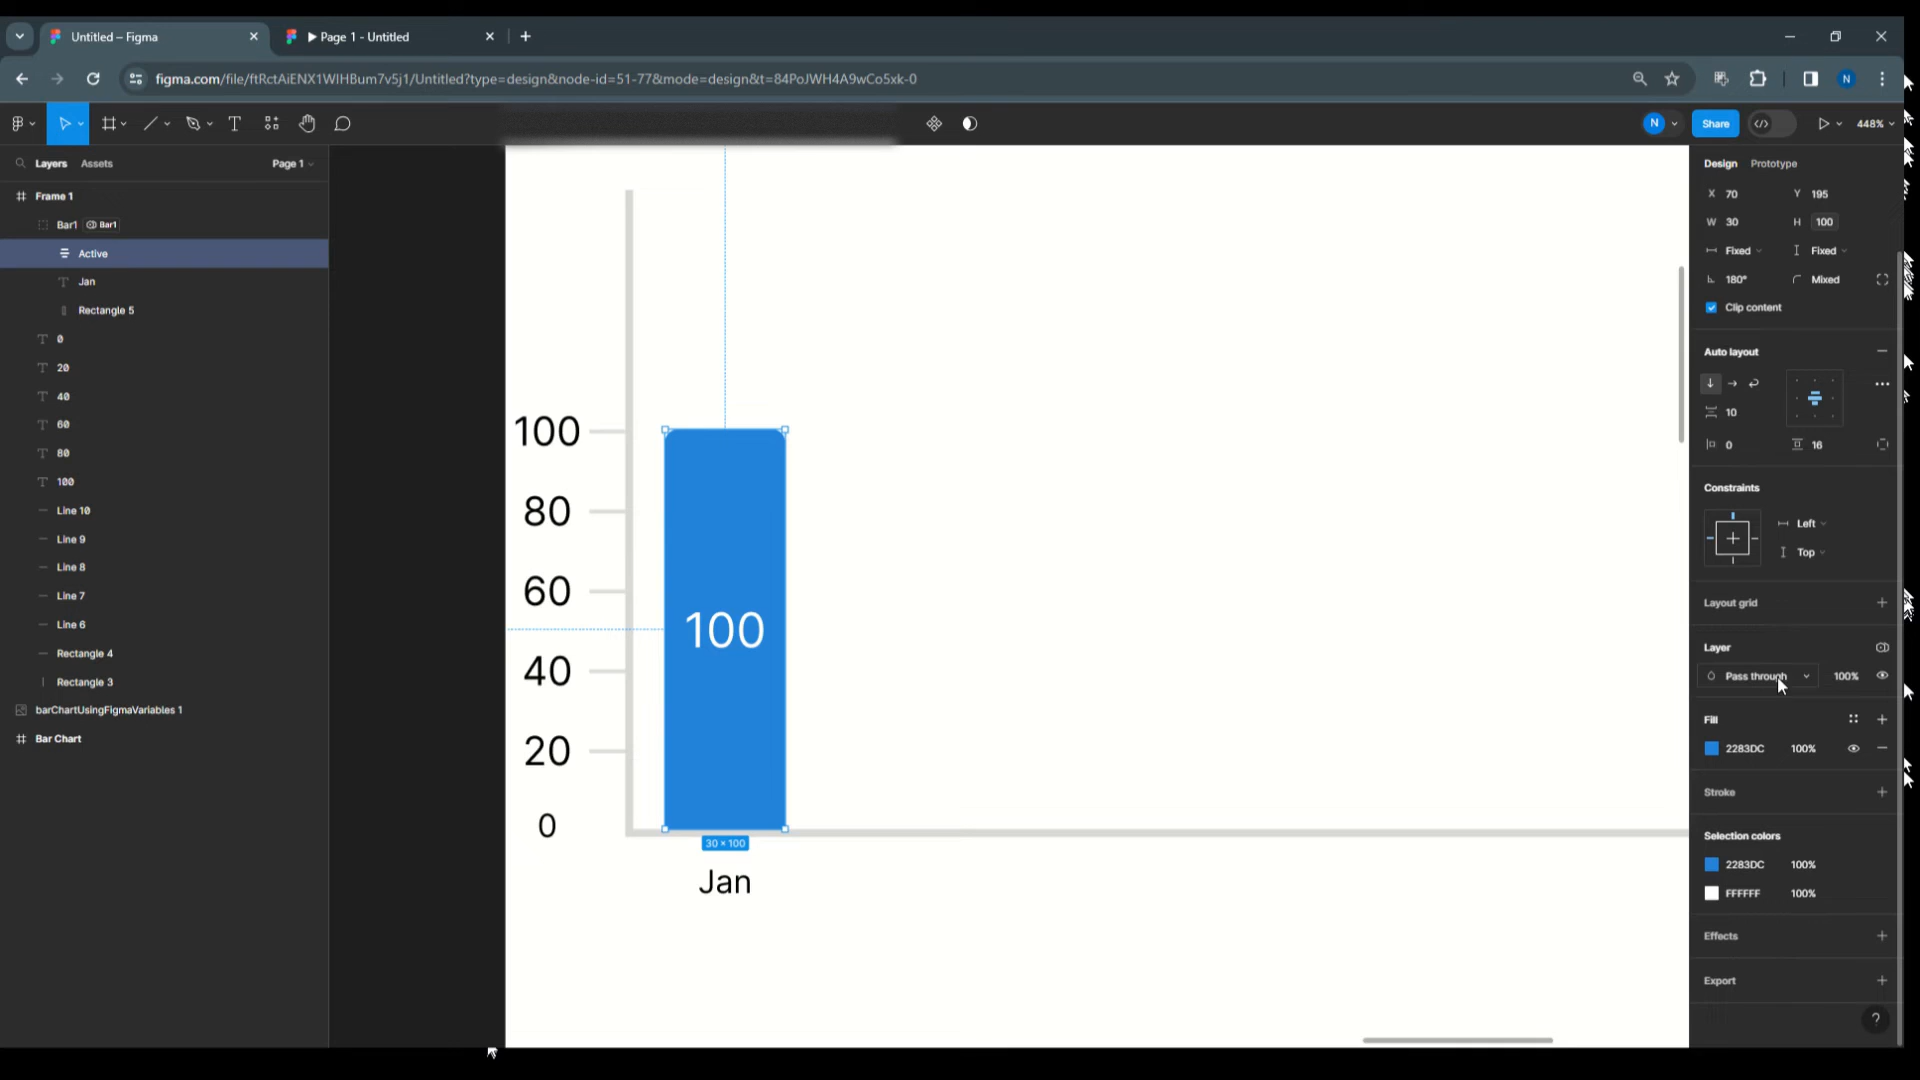 Untitled – Figma
Page 1 - Untitled
figma.com/file/ftRctAiENX1WIHBum7v5j1/Untitled?type=design&node-id=51-77&mode=design&t=84PoJWH4A9wCo5xk-0
N
N
Share
448%
Layers Assets Page 1
Frame 1
Bar1 Bar1
Active
Jan
Rectangle 5
0
20
40
60
80
100
Line 10
Line 9
Line 8
Line 7
Line 6
Rectangle 4
Rectangle 3
barChartUsingFigmaVariables 1
Bar Chart
100
80
60
40
20
0
100
30 × 100
Jan
Design Prototype
X 70 Y 195
W 30 H 100
Fixed Fixed
180° Mixed
Clip content
Auto layout
10
0 16
Constraints
Left
Top
Layout grid
Layer
Pass through 100%
Fill
2283DC 100%
Stroke
Selection colors
2283DC 100%
FFFFFF 100%
Effects
Export
?